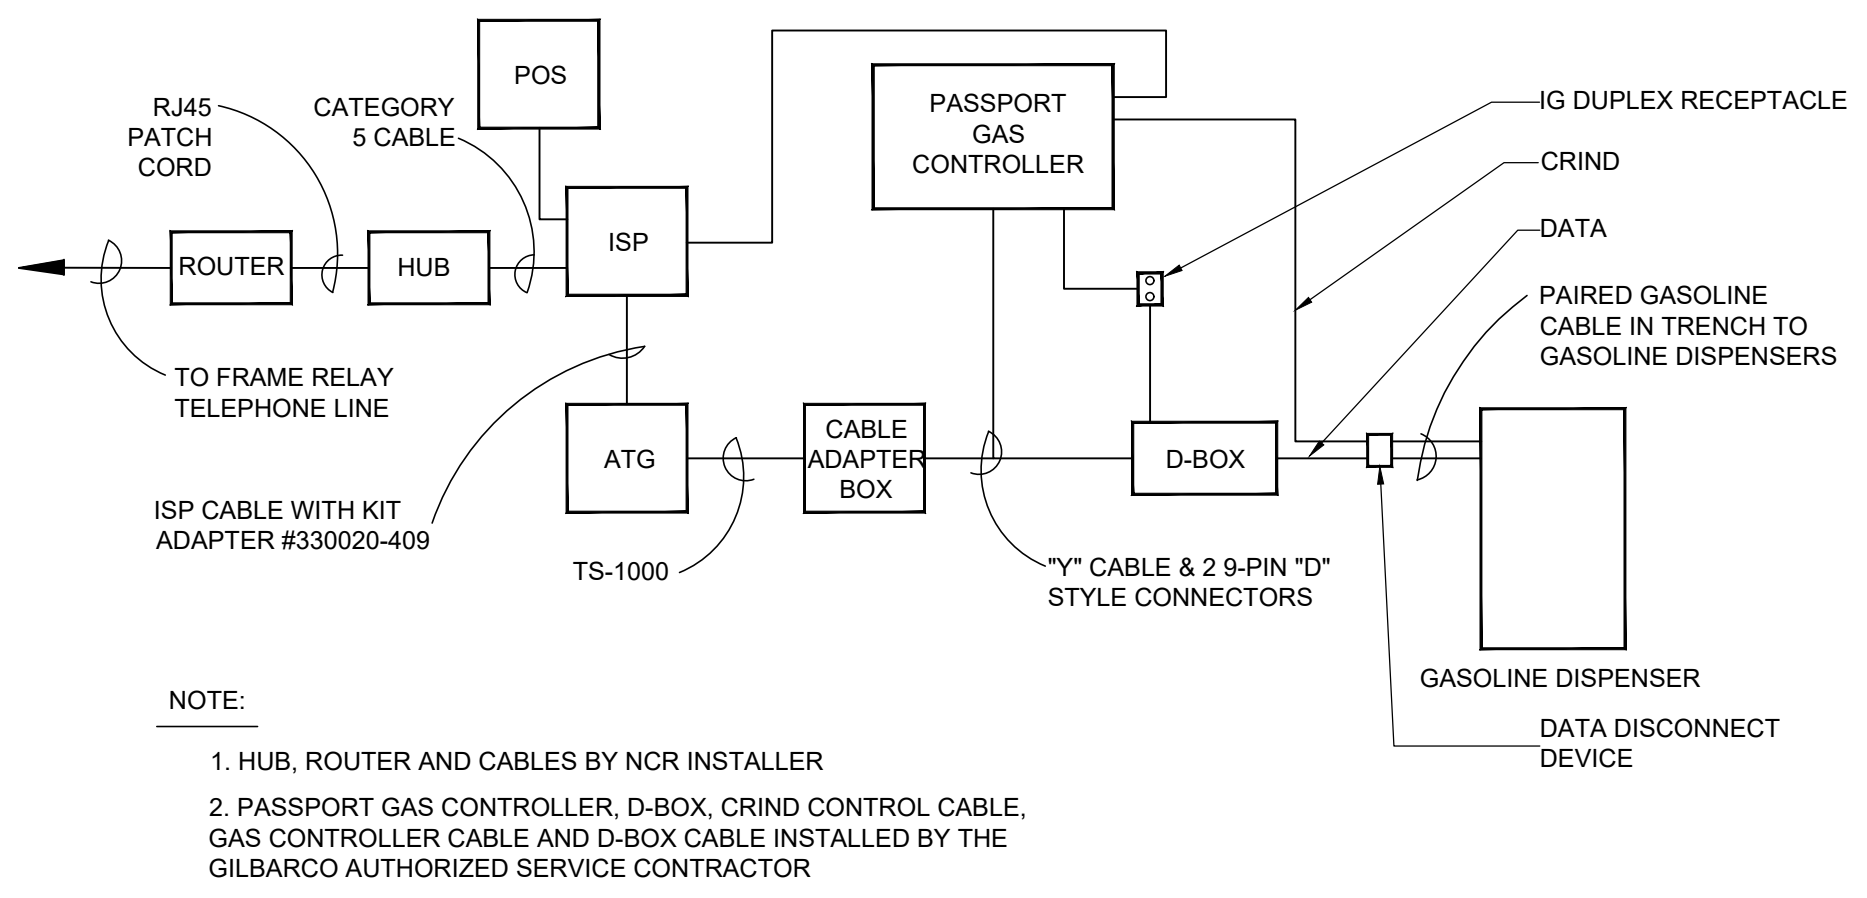 POS
RJ45
PATCH
CORD
CATEGORY
5 CABLE
PASSPORT
GAS
CONTROLLER
IG DUPLEX RECEPTACLE
CRIND
DATA
PAIRED GASOLINE
CABLE IN TRENCH TO
GASOLINE DISPENSERS
ROUTER
HUB
ISP
TO FRAME RELAY
TELEPHONE LINE
ATG
CABLE
ADAPTER
BOX
D-BOX
ISP CABLE WITH KIT
ADAPTER #330020-409
TS-1000
"Y" CABLE & 2 9-PIN "D"
STYLE CONNECTORS
GASOLINE DISPENSER
DATA DISCONNECT
DEVICE
NOTE:
1. HUB, ROUTER AND CABLES BY NCR INSTALLER
2. PASSPORT GAS CONTROLLER, D-BOX, CRIND CONTROL CABLE,
GAS CONTROLLER CABLE AND D-BOX CABLE INSTALLED BY THE
GILBARCO AUTHORIZED SERVICE CONTRACTOR